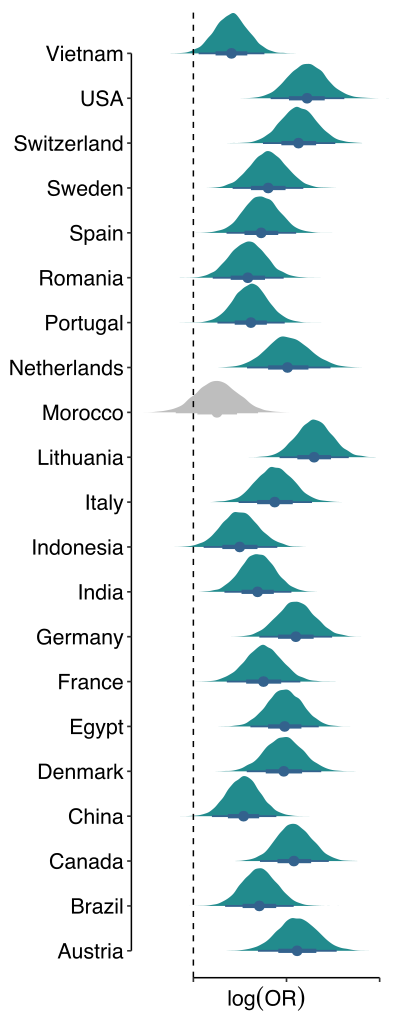 Vietnam
USA
Switzerland
Sweden
Spain
Romania
Portugal
Netherlands
Morocco
Lithuania
Italy
Indonesia
India
Germany
France
Egypt
Denmark
China
Canada
Brazil
Austria
log(OR)